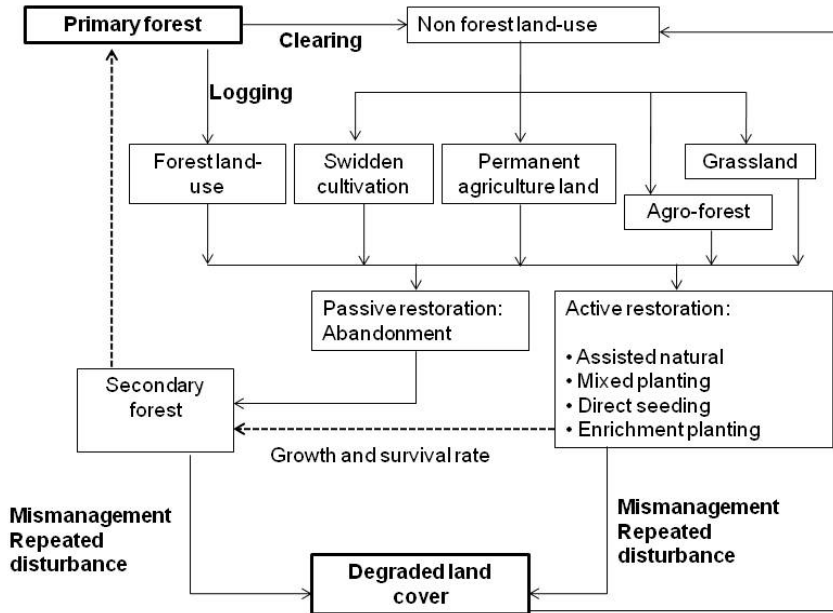 Primary forest
Clearing
Non forest land-use
Logging
Forest land-
use
Swidden
cultivation
Permanent
agriculture land
Grassland
Agro-forest
Passive restoration:
Abandonment
Active restoration:
• Assisted natural
• Mixed planting
• Direct seeding
• Enrichment planting
Secondary
forest
Growth and survival rate
Mismanagement
Repeated
disturbance
Mismanagement
Repeated
disturbance
Degraded land
cover